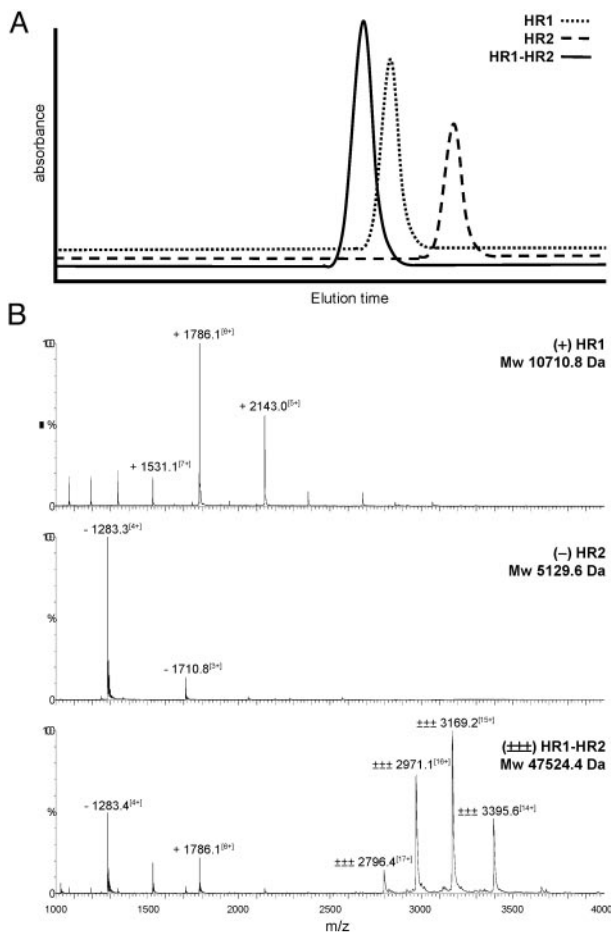 A
HR1
HR2
HR1-HR2
absorbance
Elution time
B
100
%
+ 1786.1[6+]
+ 2143.0[5+]
+ 1531.1[7+]
(+) HR1
Mw 10710.8 Da
100
%
0
- 1283.3[4+]
- 1710.8[3+]
(−) HR2
Mw 5129.6 Da
100
%
0
- 1283.4[4+]
+ 1786.1[6+]
±±± 2796.4[17+]
±±± 2971.1[16+]
±±± 3169.2[15+]
±±± 3395.6[14+]
(±±±) HR1-HR2
Mw 47524.4 Da
1000 1500 2000 2500 3000 3500 4000
m/z